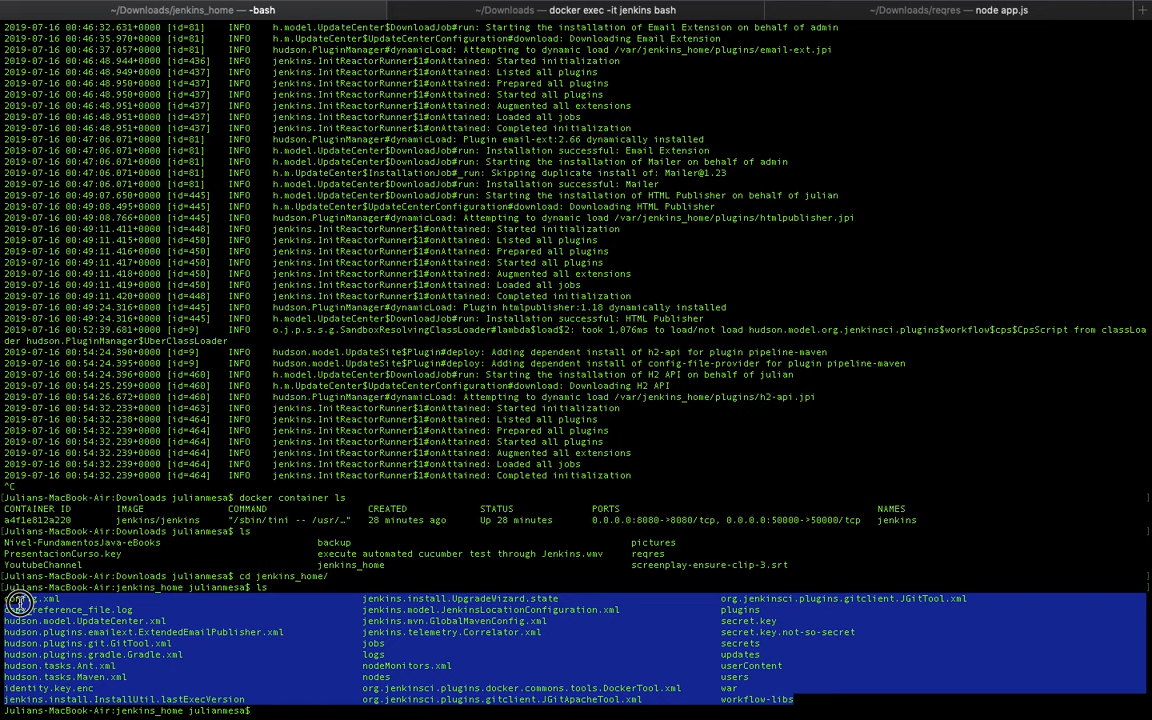 ~/Downloads/jenkins_home — -bash
~/Downloads — docker exec -it jenkins bash
~/Downloads/reqres — node app.js
2019-07-16 00:46:32.631+0000 [id=81] INFO h.model.UpdateCenter$DownloadJob#run: Starting the installation of Email Extension on behalf of admin
2019-07-16 00:46:35.970+0000 [id=81] INFO h.m.UpdateCenter$UpdateCenterConfiguration#download: Downloading Email Extension
2019-07-16 00:46:37.857+0000 [id=81] INFO hudson.PluginManager#dynamicLoad: Attempting to dynamic load /var/jenkins_home/plugins/email-ext.jpi
2019-07-16 00:46:48.944+0000 [id=436] INFO jenkins.InitReactorRunner$1#onAttained: Started initialization
2019-07-16 00:46:48.949+0000 [id=437] INFO jenkins.InitReactorRunner$1#onAttained: Listed all plugins
2019-07-16 00:46:48.950+0000 [id=437] INFO jenkins.InitReactorRunner$1#onAttained: Prepared all plugins
2019-07-16 00:46:48.950+0000 [id=437] INFO jenkins.InitReactorRunner$1#onAttained: Started all plugins
2019-07-16 00:46:48.951+0000 [id=437] INFO jenkins.InitReactorRunner$1#onAttained: Augmented all extensions
2019-07-16 00:46:48.951+0000 [id=437] INFO jenkins.InitReactorRunner$1#onAttained: Loaded all jobs
2019-07-16 00:46:48.951+0000 [id=436] INFO jenkins.InitReactorRunner$1#onAttained: Completed initialization
2019-07-16 00:47:06.071+0000 [id=81] INFO hudson.PluginManager#dynamicLoad: Plugin email-ext:2.66 dynamically installed
2019-07-16 00:47:06.071+0000 [id=81] INFO h.model.UpdateCenter$DownloadJob#run: Installation successful: Email Extension
2019-07-16 00:47:06.071+0000 [id=81] INFO h.model.UpdateCenter$DownloadJob#run: Starting the installation of Mailer on behalf of admin
2019-07-16 00:47:06.071+0000 [id=81] INFO h.m.UpdateCenter$InstallationJob#_run: Skipping duplicate install of: Mailer@1.23
2019-07-16 00:47:06.071+0000 [id=81] INFO h.model.UpdateCenter$DownloadJob#run: Installation successful: Mailer
2019-07-16 00:49:07.650+0000 [id=445] INFO h.model.UpdateCenter$DownloadJob#run: Starting the installation of HTML Publisher on behalf of julian
2019-07-16 00:49:08.495+0000 [id=445] INFO h.m.UpdateCenter$UpdateCenterConfiguration#download: Downloading HTML Publisher
2019-07-16 00:49:08.766+0000 [id=445] INFO hudson.PluginManager#dynamicLoad: Attempting to dynamic load /var/jenkins_home/plugins/htmlpublisher.jpi
2019-07-16 00:49:11.411+0000 [id=448] INFO jenkins.InitReactorRunner$1#onAttained: Started initialization
2019-07-16 00:49:11.415+0000 [id=450] INFO jenkins.InitReactorRunner$1#onAttained: Listed all plugins
2019-07-16 00:49:11.416+0000 [id=450] INFO jenkins.InitReactorRunner$1#onAttained: Prepared all plugins
2019-07-16 00:49:11.417+0000 [id=450] INFO jenkins.InitReactorRunner$1#onAttained: Started all plugins
2019-07-16 00:49:11.418+0000 [id=450] INFO jenkins.InitReactorRunner$1#onAttained: Augmented all extensions
2019-07-16 00:49:11.419+0000 [id=450] INFO jenkins.InitReactorRunner$1#onAttained: Loaded all jobs
2019-07-16 00:49:11.420+0000 [id=448] INFO jenkins.InitReactorRunner$1#onAttained: Completed initialization
2019-07-16 00:49:24.316+0000 [id=445] INFO hudson.PluginManager#dynamicLoad: Plugin htmlpublisher:1.18 dynamically installed
2019-07-16 00:49:24.316+0000 [id=445] INFO h.model.UpdateCenter$DownloadJob#run: Installation successful: HTML Publisher
2019-07-16 00:52:39.681+0000 [id=9] INFO o.j.p.s.s.g.SandboxResolvingClassLoader#lambda$load$2: took 1,076ms to load/not load hudson.model.org.jenkinsci.plugins$workflow$cps$CpsScript from classLoa
der hudson.PluginManager$UberClassLoader
2019-07-16 00:54:24.390+0000 [id=9] INFO hudson.model.UpdateSite$Plugin#deploy: Adding dependent install of h2-api for plugin pipeline-maven
2019-07-16 00:54:24.395+0000 [id=9] INFO hudson.model.UpdateSite$Plugin#deploy: Adding dependent install of config-file-provider for plugin pipeline-maven
2019-07-16 00:54:24.396+0000 [id=460] INFO h.model.UpdateCenter$DownloadJob#run: Starting the installation of H2 API on behalf of julian
2019-07-16 00:54:25.259+0000 [id=460] INFO h.m.UpdateCenter$UpdateCenterConfiguration#download: Downloading H2 API
2019-07-16 00:54:26.672+0000 [id=460] INFO hudson.PluginManager#dynamicLoad: Attempting to dynamic load /var/jenkins_home/plugins/h2-api.jpi
2019-07-16 00:54:32.233+0000 [id=463] INFO jenkins.InitReactorRunner$1#onAttained: Started initialization
2019-07-16 00:54:32.238+0000 [id=464] INFO jenkins.InitReactorRunner$1#onAttained: Listed all plugins
2019-07-16 00:54:32.239+0000 [id=464] INFO jenkins.InitReactorRunner$1#onAttained: Prepared all plugins
2019-07-16 00:54:32.239+0000 [id=464] INFO jenkins.InitReactorRunner$1#onAttained: Started all plugins
2019-07-16 00:54:32.239+0000 [id=464] INFO jenkins.InitReactorRunner$1#onAttained: Augmented all extensions
2019-07-16 00:54:32.239+0000 [id=464] INFO jenkins.InitReactorRunner$1#onAttained: Loaded all jobs
2019-07-16 00:54:32.239+0000 [id=464] INFO jenkins.InitReactorRunner$1#onAttained: Completed initialization
^C
[Julians-MacBook-Air:Downloads julianmesa$ docker container ls ]
CONTAINER ID IMAGE COMMAND CREATED STATUS PORTS NAMES
a4f1e812a220 jenkins/jenkins "/sbin/tini -- /usr/…" 28 minutes ago Up 28 minutes 0.0.0.0:8080->8080/tcp, 0.0.0.0:50000->50000/tcp jenkins
[Julians-MacBook-Air:Downloads julianmesa$ ls ]
Nivel-FundamentosJava-eBooks backup pictures
PresentacionCurso.key execute automated cucumber test through Jenkins.wmv reqres
YoutubeChannel jenkins_home screenplay-ensure-clip-3.srt
[Julians-MacBook-Air:Downloads julianmesa$ cd jenkins_home/ ]
[Julians-MacBook-Air:jenkins_home julianmesa$ ls ]
config.xml jenkins.install.UpgradeWizard.state org.jenkinsci.plugins.gitclient.JGitTool.xml
copy_reference_file.log jenkins.model.JenkinsLocationConfiguration.xml plugins
hudson.model.UpdateCenter.xml jenkins.mvn.GlobalMavenConfig.xml secret.key
hudson.plugins.emailext.ExtendedEmailPublisher.xml jenkins.telemetry.Correlator.xml secret.key.not-so-secret
hudson.plugins.git.GitTool.xml jobs secrets
hudson.plugins.gradle.Gradle.xml logs updates
hudson.tasks.Ant.xml nodeMonitors.xml userContent
hudson.tasks.Maven.xml nodes users
identity.key.enc org.jenkinsci.plugins.docker.commons.tools.DockerTool.xml war
jenkins.install.InstallUtil.lastExecVersion org.jenkinsci.plugins.gitclient.JGitApacheTool.xml workflow-libs
Julians-MacBook-Air:jenkins_home julianmesa$